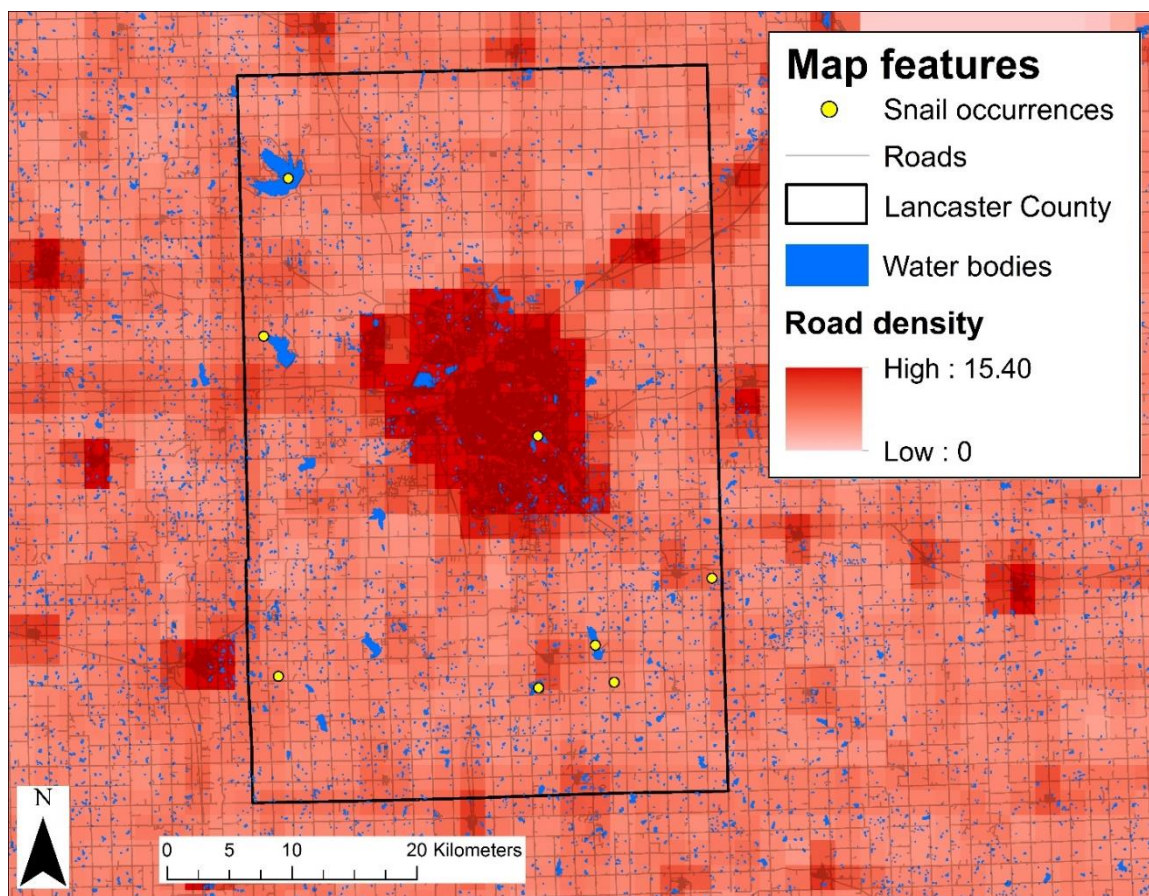 Map features
Snail occurrences
Roads
Lancaster County
Water bodies
Road density
High : 15.40
Low : 0
N
0 5 10 20 Kilometers